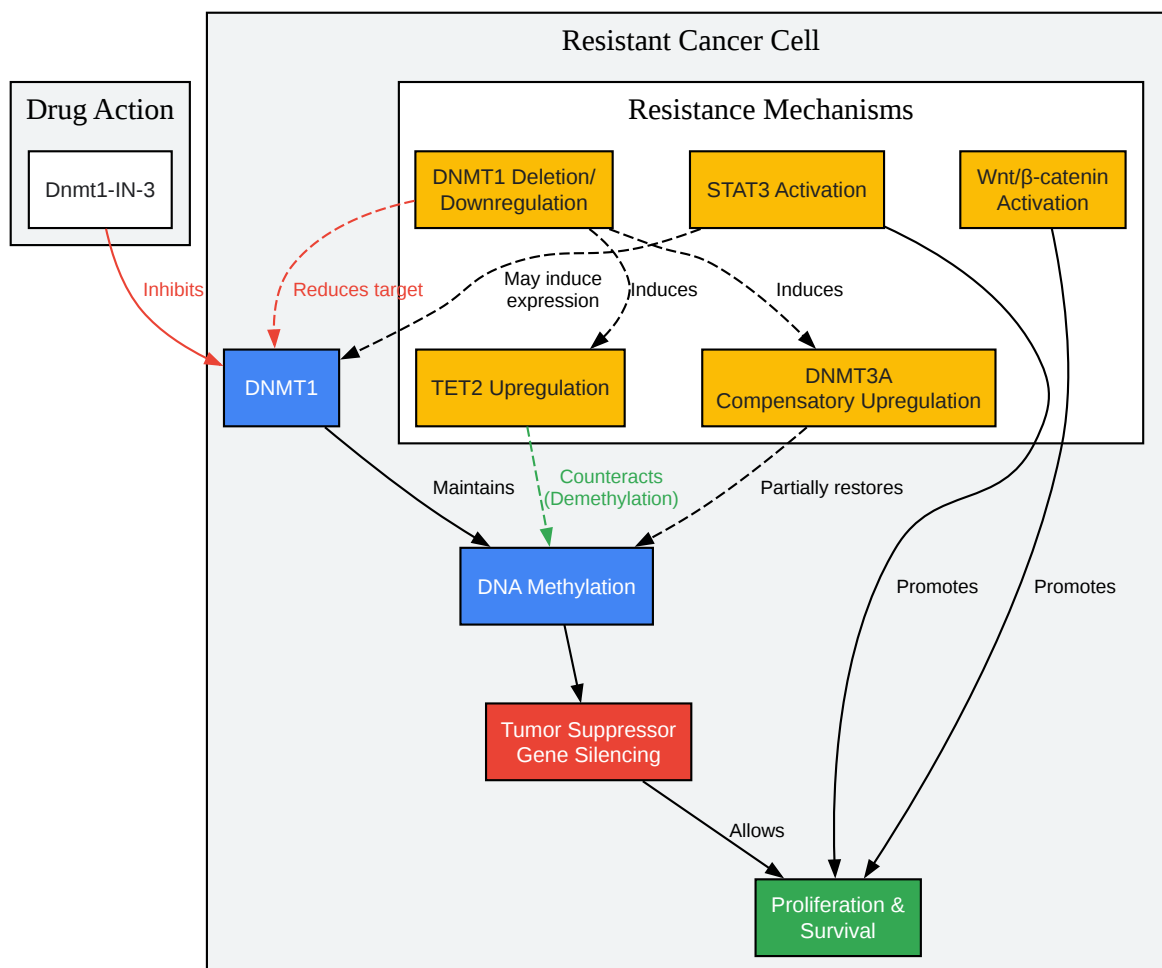 Resistant Cancer Cell
Drug Action
Resistance Mechanisms
Dnmt1-IN-3
DNMT1 Deletion/
Downregulation
STAT3 Activation
Wnt/β-catenin
Activation
Inhibits
Reduces target
May induce
expression
Induces
Induces
DNMT1
TET2 Upregulation
DNMT3A
Compensatory Upregulation
Maintains
Counteracts
(Demethylation)
Partially restores
DNA Methylation
Promotes
Promotes
Tumor Suppressor
Gene Silencing
Allows
Proliferation &
Survival